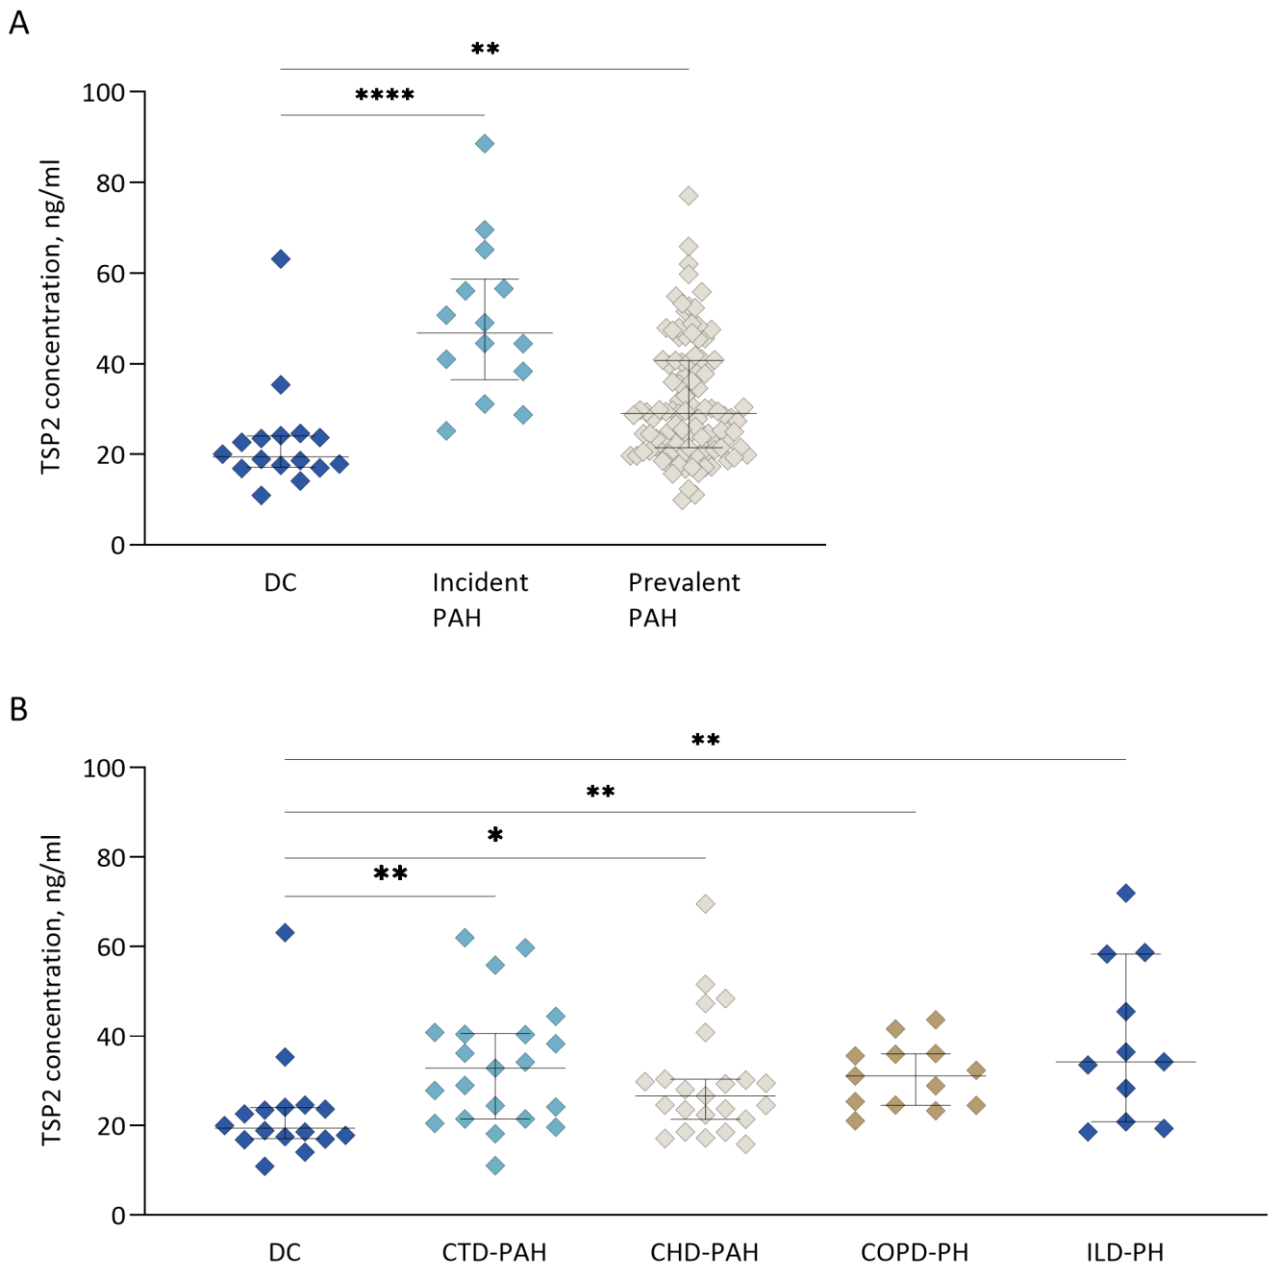 A
**
****
100
80
60
40
20
0
TSP2 concentration, ng/ml
DC
Incident
PAH
Prevalent
PAH
B
**
**
*
**
100
80
60
40
20
0
TSP2 concentration, ng/ml
DC
CTD-PAH
CHD-PAH
COPD-PH
ILD-PH